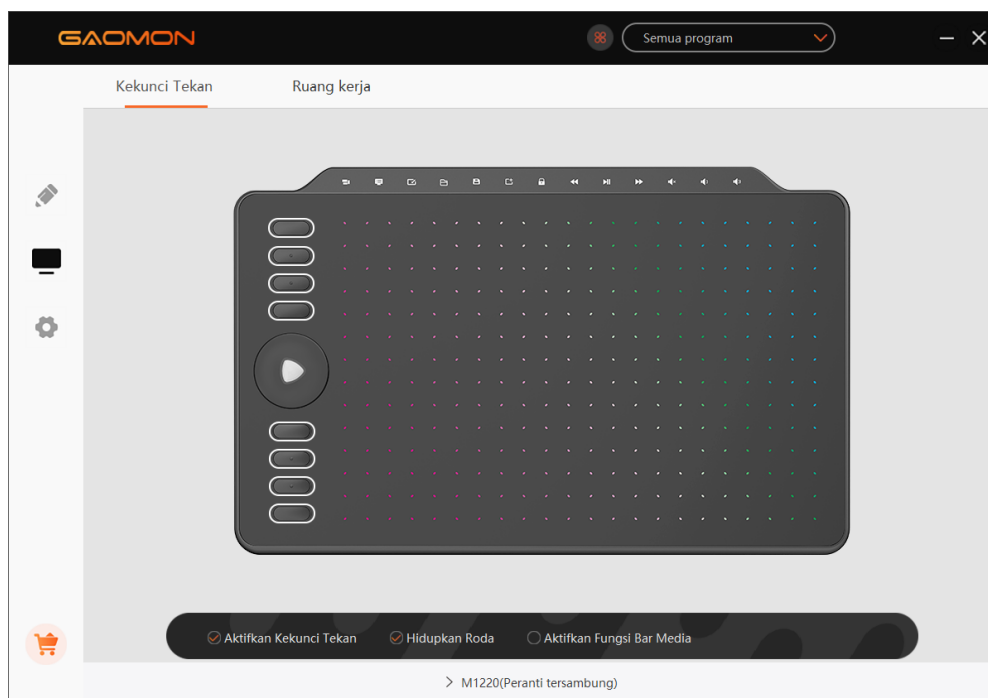 GAOMON
Semua program
Kekunci Tekan
Ruang kerja
Aktifkan Kekunci Tekan
Hidupkan Roda
Aktifkan Fungsi Bar Media
M1220(Peranti tersambung)